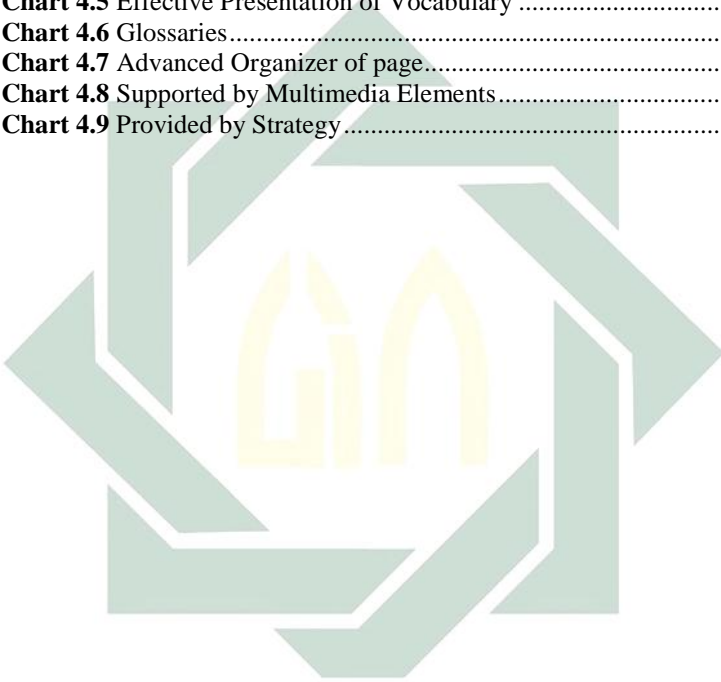 Chart 4.5 Effective Presentation of Vocabulary ..............................
Chart 4.6 Glossaries.......................................................................
Chart 4.7 Advanced Organizer of page...........................................
Chart 4.8 Supported by Multimedia Elements................................
Chart 4.9 Provided by Strategy.......................................................